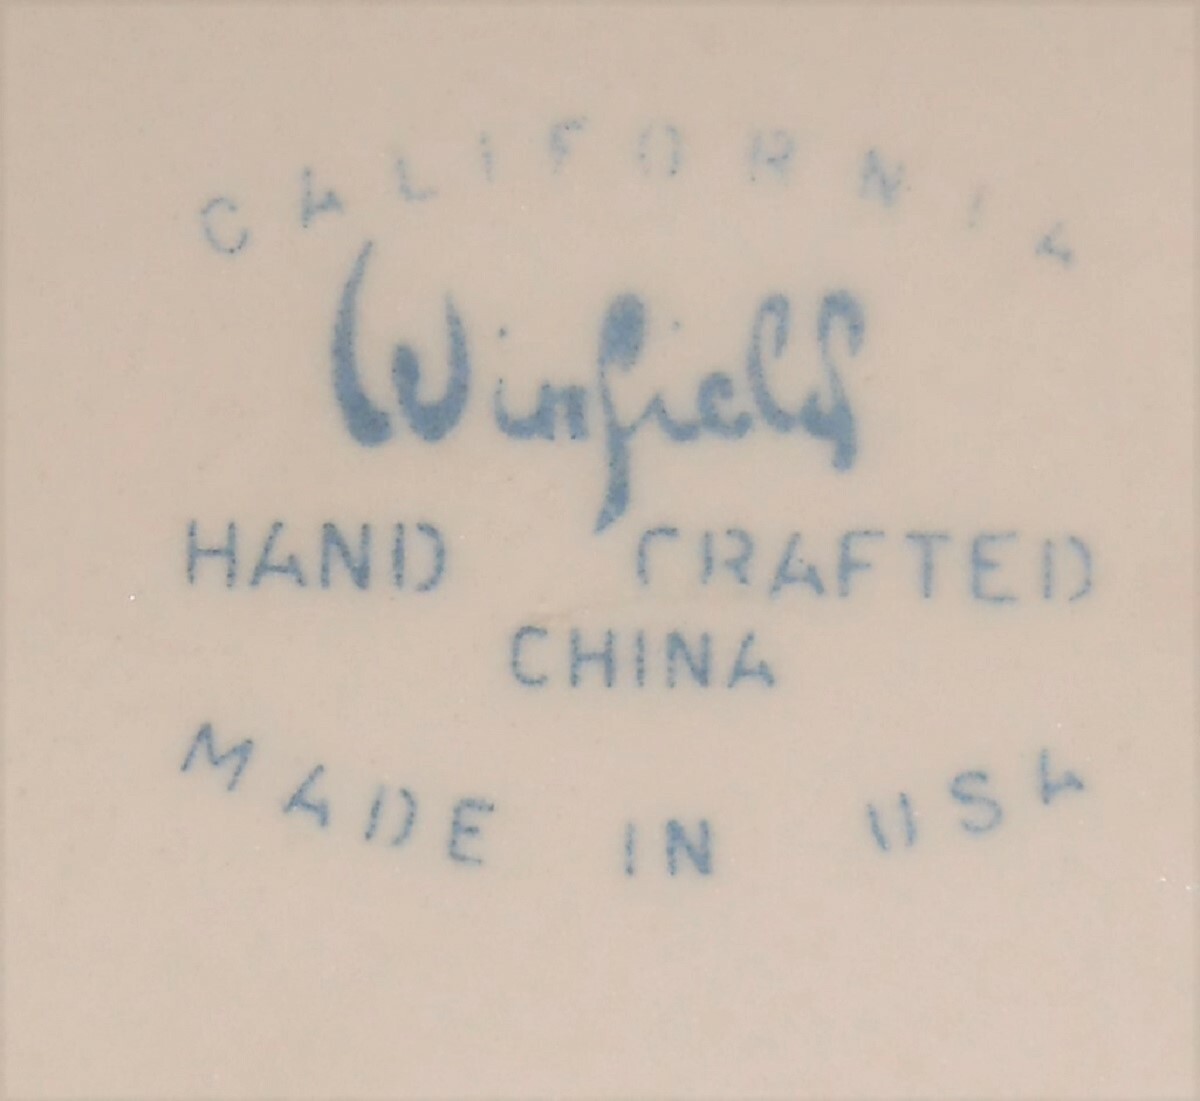 CALIFORNIA
Winfield
HAND CRAFTED
CHINA
MADE IN USA